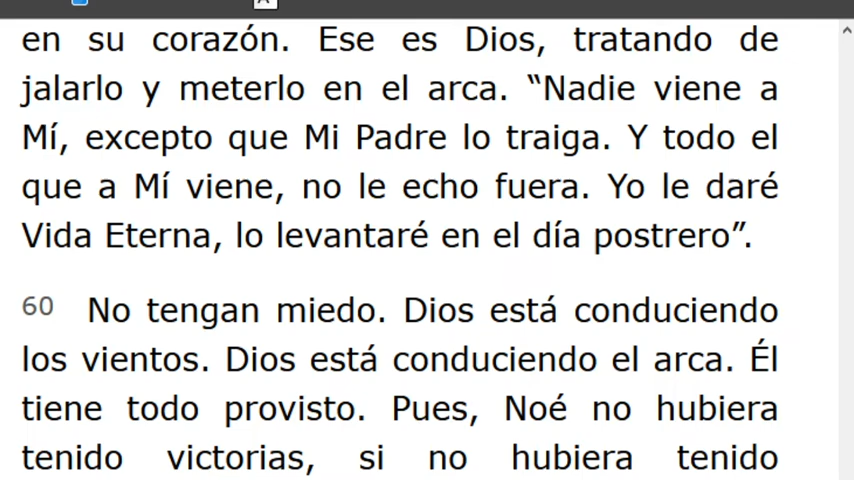 en su corazón. Ese es Dios, tratando de
jalarlo y meterlo en el arca. “Nadie viene a
Mí, excepto que Mi Padre lo traiga. Y todo el
que a Mí viene, no le echo fuera. Yo le daré
Vida Eterna, lo levantaré en el día postrero”.
60 No tengan miedo. Dios está conduciendo
los vientos. Dios está conduciendo el arca. Él
tiene todo provisto. Pues, Noé no hubiera
tenido victorias, si no hubiera tenido